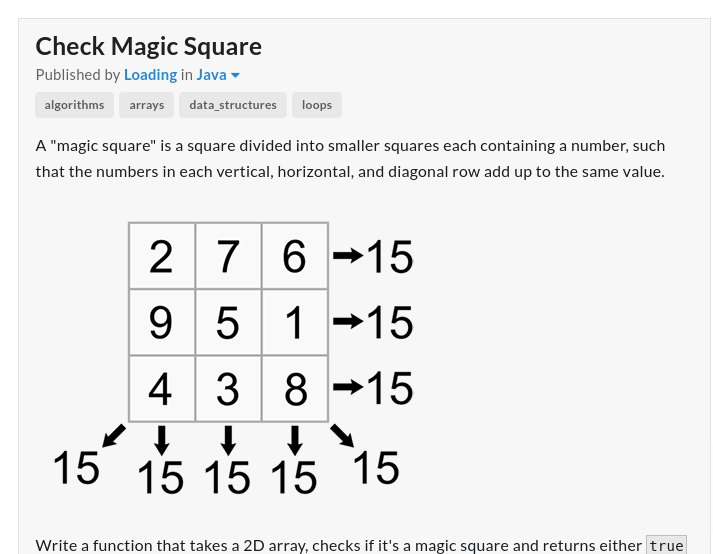 Check Magic Square
Published by Loading in Java
algorithms arrays data_structures loops
A "magic square" is a square divided into smaller squares each containing a number, such
that the numbers in each vertical, horizontal, and diagonal row add up to the same value.
2 7 6 15
9 5 1 15
4 3 8 15
15 15 15 15 15
Write a function that takes a 2D array, checks if it's a magic square and returns either true